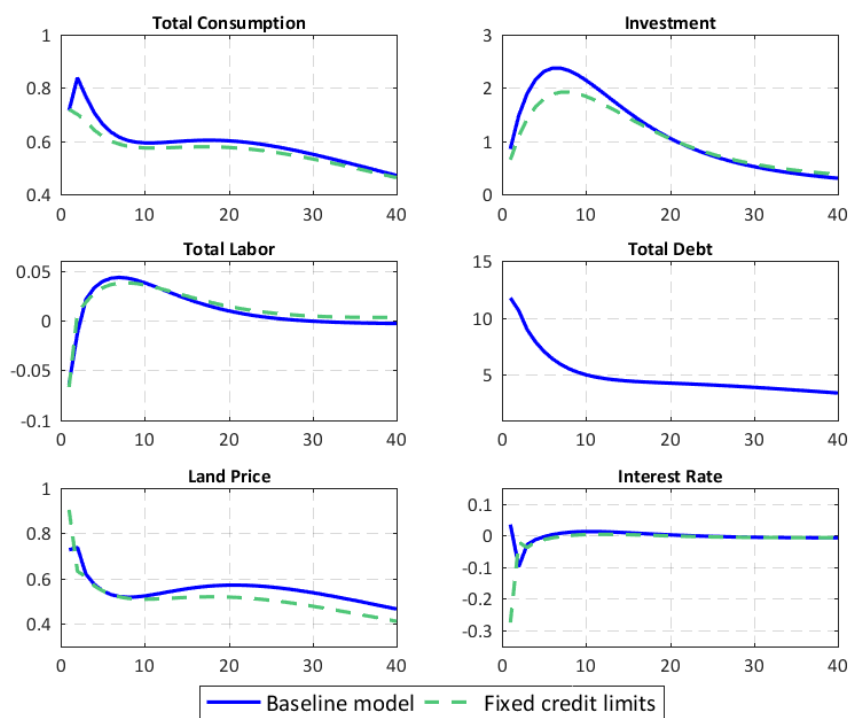 Total Consumption
1
0.8
0.6
0.4
0 10 20 30 40
Investment
3
2
1
0
0 10 20 30 40
Total Labor
0.05
0
-0.05
-0.1
0 10 20 30 40
Total Debt
15
10
5
0 10 20 30 40
Land Price
1
0.8
0.6
0.4
0 10 20 30 40
Interest Rate
0.1
0
-0.1
-0.2
-0.3
0 10 20 30 40
Baseline model Fixed credit limits